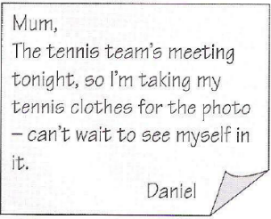 Mum,
The tennis team's meeting
tonight, so I'm taking my
tennis clothes for the photo
– can't wait to see myself in
it.
Daniel